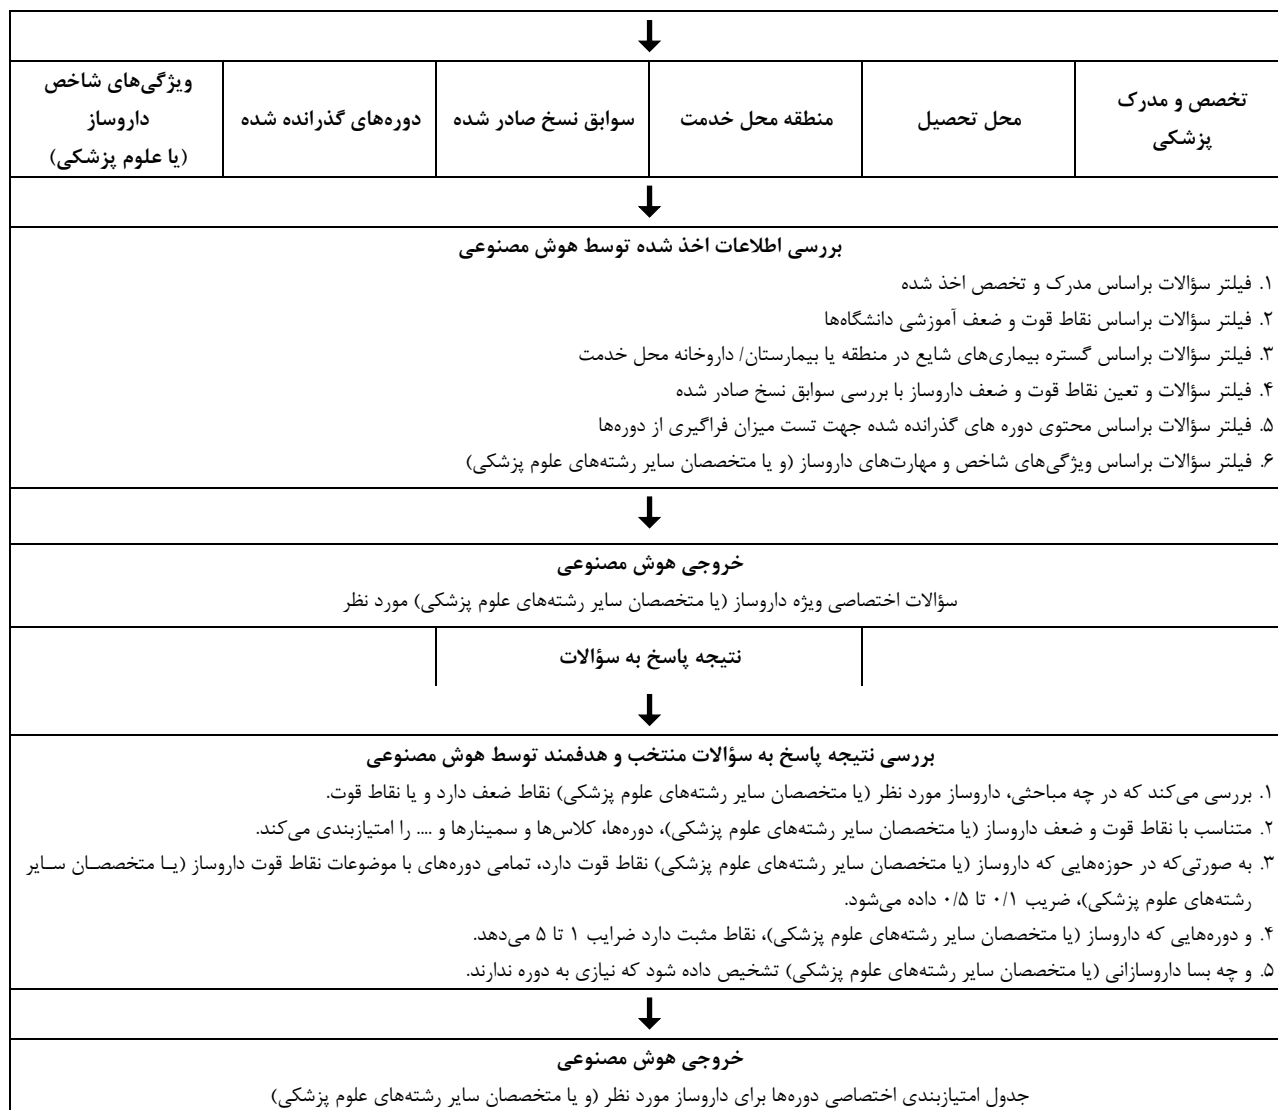 تخصص و مدرک
پزشکی
محل تحصیل
منطقه محل خدمت
سوابق نسخ صادر شده
دوره‌های گذرانده شده
ویژگی‌های شاخص
داروساز
(یا علوم پزشکی)
بررسی اطلاعات اخذ شده توسط هوش مصنوعی
۱. فیلتر سؤالات براساس مدرک و تخصص اخذ شده
۲. فیلتر سؤالات براساس نقاط قوت و ضعف آموزشی دانشگاه‌ها
۳. فیلتر سؤالات براساس گستره بیماری‌های شایع در منطقه یا بیمارستان/ داروخانه محل خدمت
۴. فیلتر سؤالات و تعین نقاط قوت و ضعف داروساز با بررسی سوابق نسخ صادر شده
۵. فیلتر سؤالات براساس محتوی دوره های گذرانده شده جهت تست میزان فراگیری از دوره‌ها
۶. فیلتر سؤالات براساس ویژگی‌های شاخص و مهارت‌های داروساز (و یا متخصصان سایر رشته‌های علوم پزشکی)
خروجی هوش مصنوعی
سؤالات اختصاصی ویژه داروساز (یا متخصصان سایر رشته‌های علوم پزشکی) مورد نظر
نتیجه پاسخ به سؤالات
بررسی نتیجه پاسخ به سؤالات منتخب و هدفمند توسط هوش مصنوعی
۱. بررسی می‌کند که در چه مباحثی، داروساز مورد نظر (یا متخصصان سایر رشته‌های علوم پزشکی) نقاط ضعف دارد و یا نقاط قوت.
۲. متناسب با نقاط قوت و ضعف داروساز (یا متخصصان سایر رشته‌های علوم پزشکی)، دوره‌ها، کلاس‌ها و سمینارها و .... را امتیازبندی می‌کند.
۳. به صورتی‌که در حوزه‌هایی که داروساز (یا متخصصان سایر رشته‌های علوم پزشکی) نقاط قوت دارد، تمامی دوره‌های با موضوعات نقاط قوت داروساز (یـا متخصصـان سـایر
رشته‌های علوم پزشکی)، ضریب ۰/۱ تا ۰/۵ داده می‌شود.
۴. و دوره‌هایی که داروساز (یا متخصصان سایر رشته‌های علوم پزشکی)، نقاط مثبت دارد ضرایب ۱ تا ۵ می‌دهد.
۵. و چه بسا داروسازانی (یا متخصصان سایر رشته‌های علوم پزشکی) تشخیص داده شود که نیازی به دوره ندارند.
خروجی هوش مصنوعی
جدول امتیازبندی اختصاصی دوره‌ها برای داروساز مورد نظر (و یا متخصصان سایر رشته‌های علوم پزشکی)